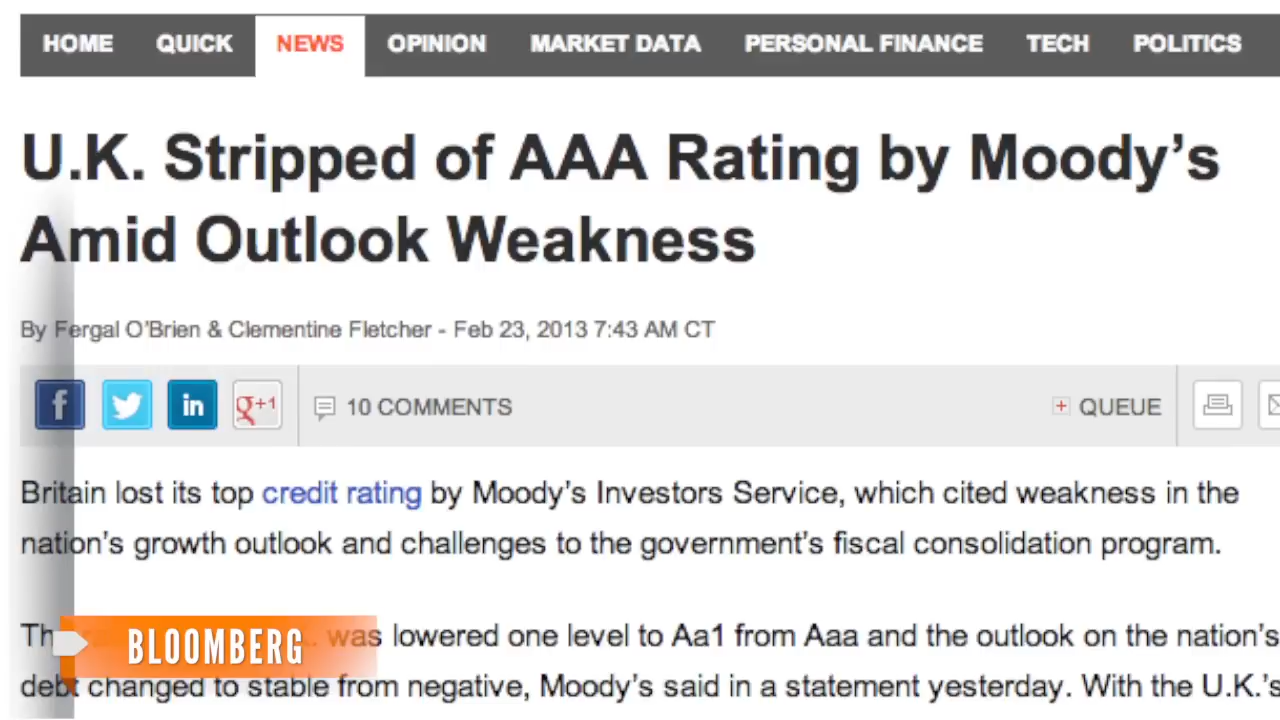 HOME QUICK NEWS OPINION MARKET DATA PERSONAL FINANCE TECH POLITICS
U.K. Stripped of AAA Rating by Moody's
Amid Outlook Weakness
By Fergal O'Brien & Clementine Fletcher - Feb 23, 2013 7:43 AM CT
f in g+1 10 COMMENTS + QUEUE
Britain lost its top credit rating by Moody's Investors Service, which cited weakness in the
nation's growth outlook and challenges to the government's fiscal consolidation program.
was lowered one level to Aa1 from Aaa and the outlook on the nation's
BLOOMBERG
debt changed to stable from negative, Moody's said in a statement yesterday. With the U.K.'s